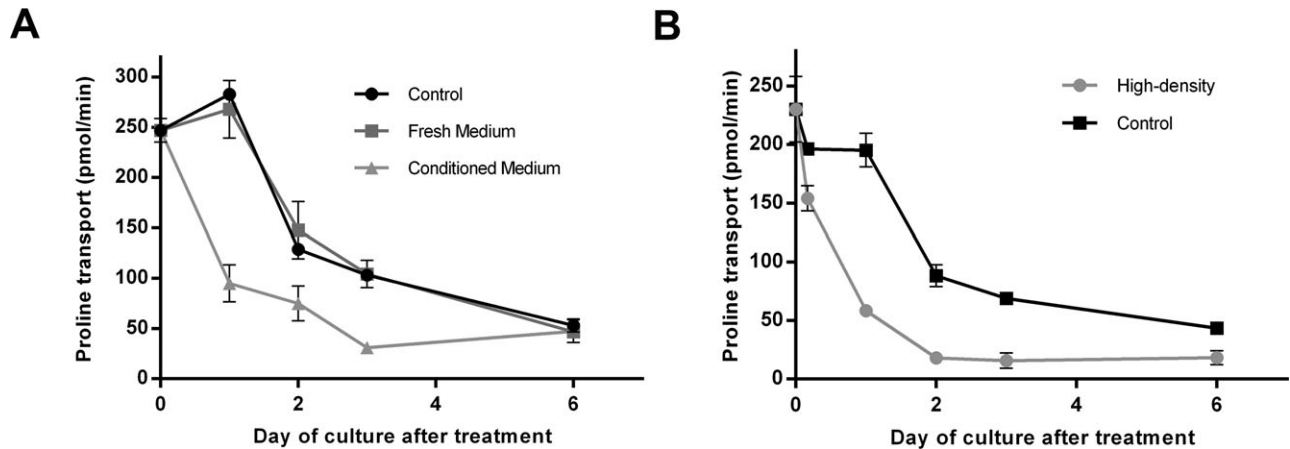 A
Proline transport (pmol/min)
300
250
200
150
100
50
0
0
2
4
6
Day of culture after treatment
Control
Fresh Medium
Conditioned Medium
B
Proline transport (pmol/min)
250
200
150
100
50
0
0
2
4
6
Day of culture after treatment
High-density
Control